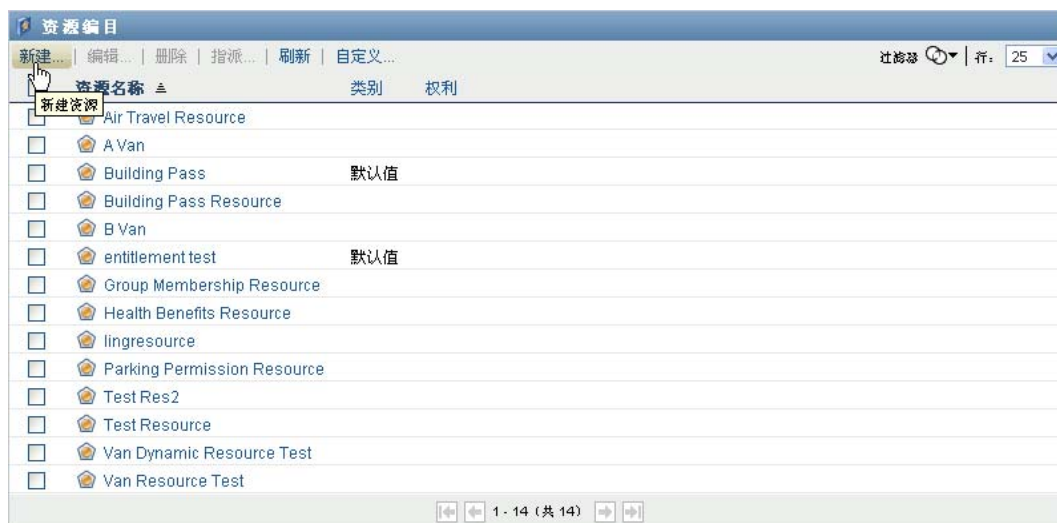 资源编目
新建... | 编辑... | 删除 | 指派... | 刷新 | 自定义... 过滤器 | 行: 25
资源名称 类别 权利
新建资源
Air Travel Resource
A Van
Building Pass 默认值
Building Pass Resource
B Van
entitlement test 默认值
Group Membership Resource
Health Benefits Resource
lingresource
Parking Permission Resource
Test Res2
Test Resource
Van Dynamic Resource Test
Van Resource Test
1 - 14 (共 14)